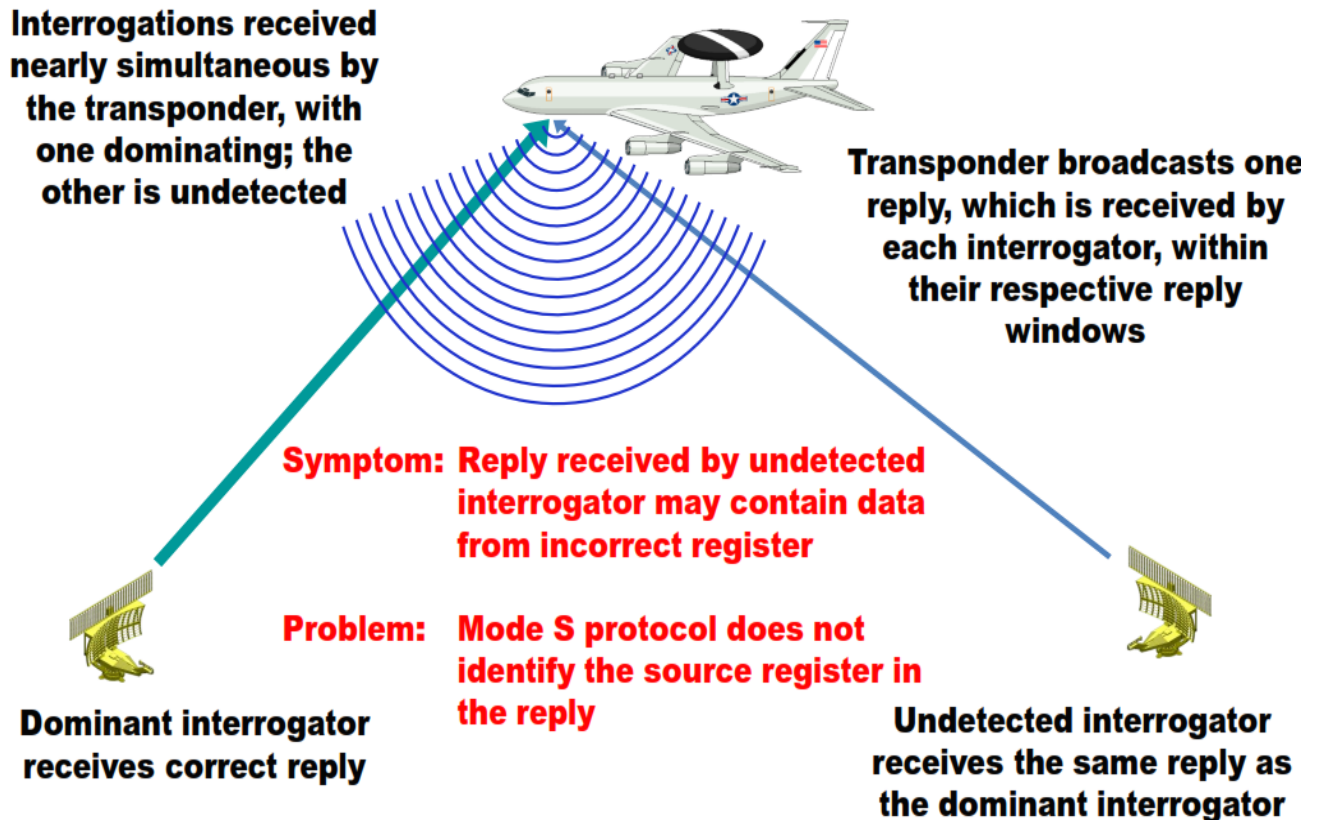 Interrogations received
nearly simultaneous by
the transponder, with
one dominating; the
other is undetected
Transponder broadcasts one
reply, which is received by
each interrogator, within
their respective reply
windows
Symptom: Reply received by undetected
interrogator may contain data
from incorrect register
Problem: Mode S protocol does not
identify the source register in
the reply
Dominant interrogator
receives correct reply
Undetected interrogator
receives the same reply as
the dominant interrogator